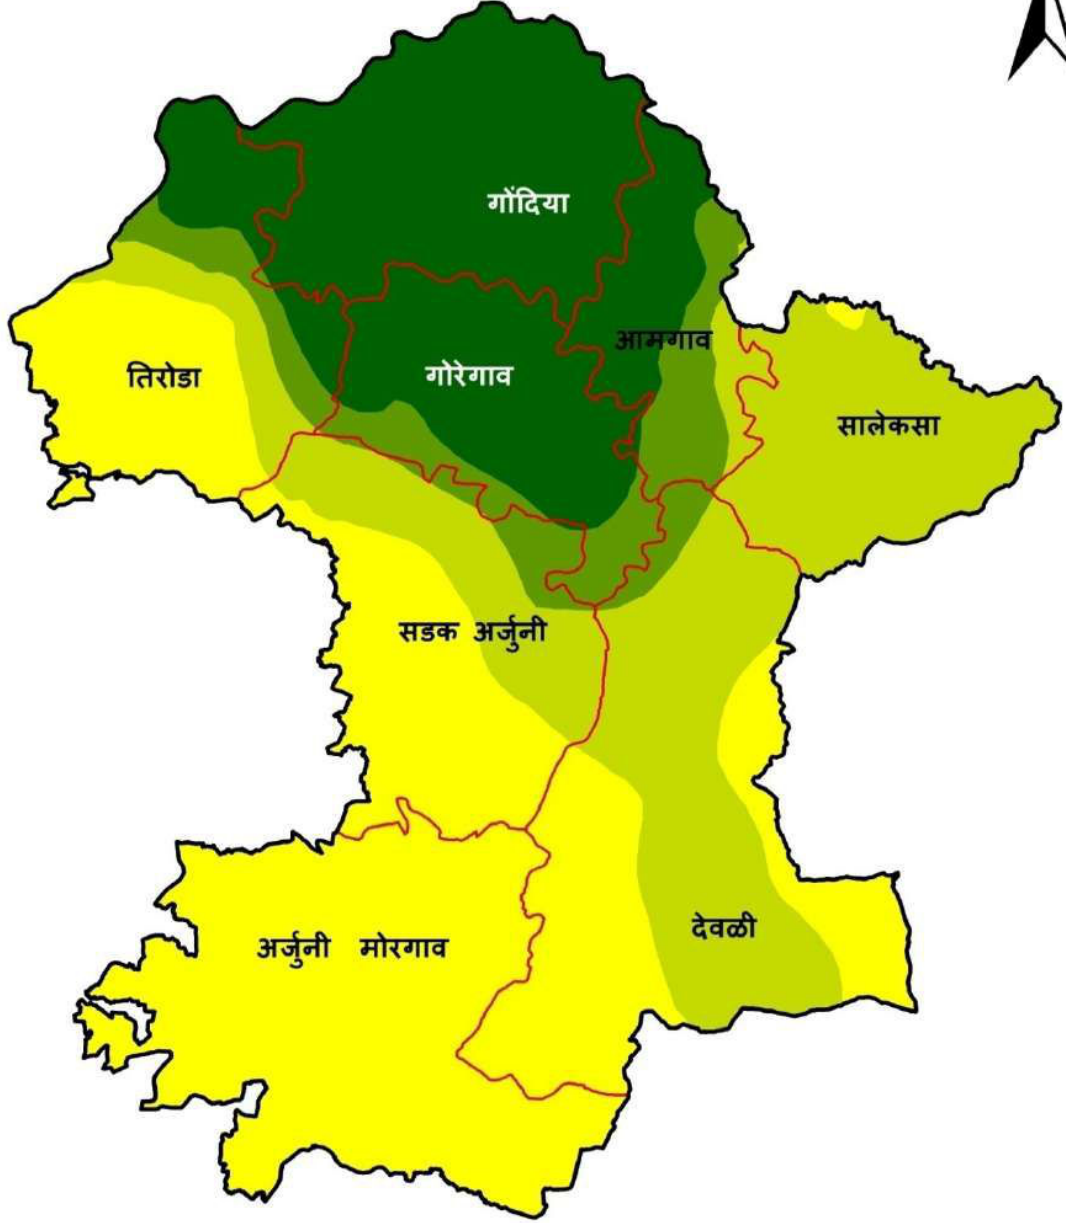 गोंदिया
आमगाव
तिरोडा
गोरेगाव
सालेकसा
सडक अर्जुनी
देवळी
अर्जुनी मोरगाव